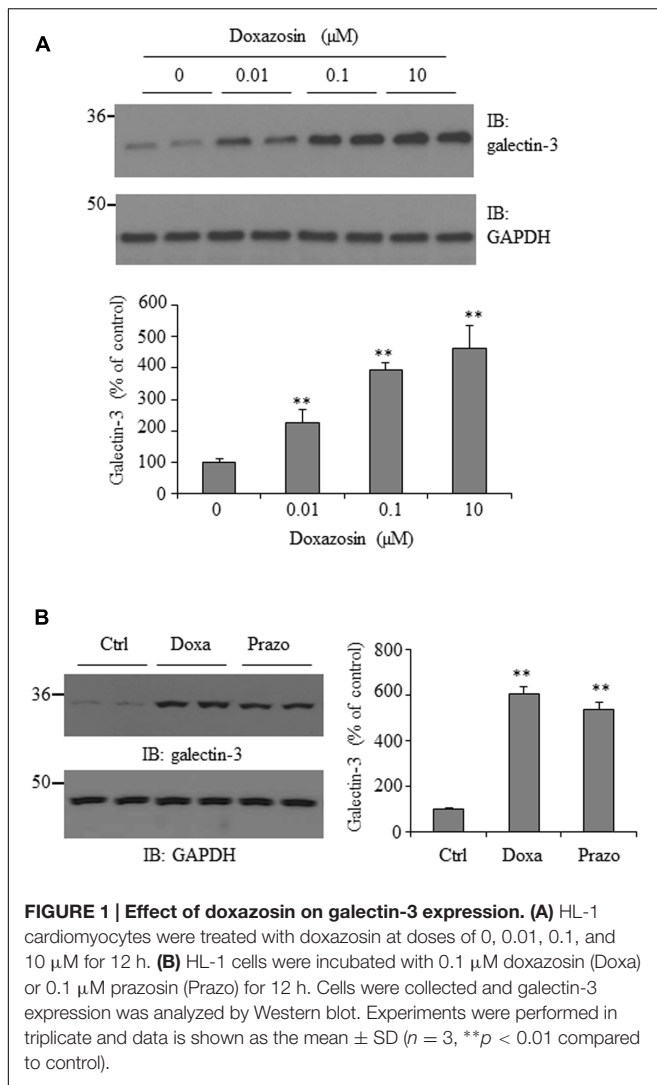 A
Doxazosin (μM)
0 0.01 0.1 10
36
IB:
galectin-3
50
IB:
GAPDH
Galectin-3 (% of control)
600
500
400
300
200
100
0
**
**
**
0 0.01 0.1 10
Doxazosin (μM)
B
Ctrl Doxa Prazo
36
IB: galectin-3
50
IB: GAPDH
Galectin-3 (% of control)
800
600
400
200
0
** **
Ctrl Doxa Prazo
FIGURE 1 | Effect of doxazosin on galectin-3 expression. (A) HL-1
cardiomyocytes were treated with doxazosin at doses of 0, 0.01, 0.1, and
10 μM for 12 h. (B) HL-1 cells were incubated with 0.1 μM doxazosin (Doxa)
or 0.1 μM prazosin (Prazo) for 12 h. Cells were collected and galectin-3
expression was analyzed by Western blot. Experiments were performed in
triplicate and data is shown as the mean ± SD (n = 3, **p < 0.01 compared
to control).